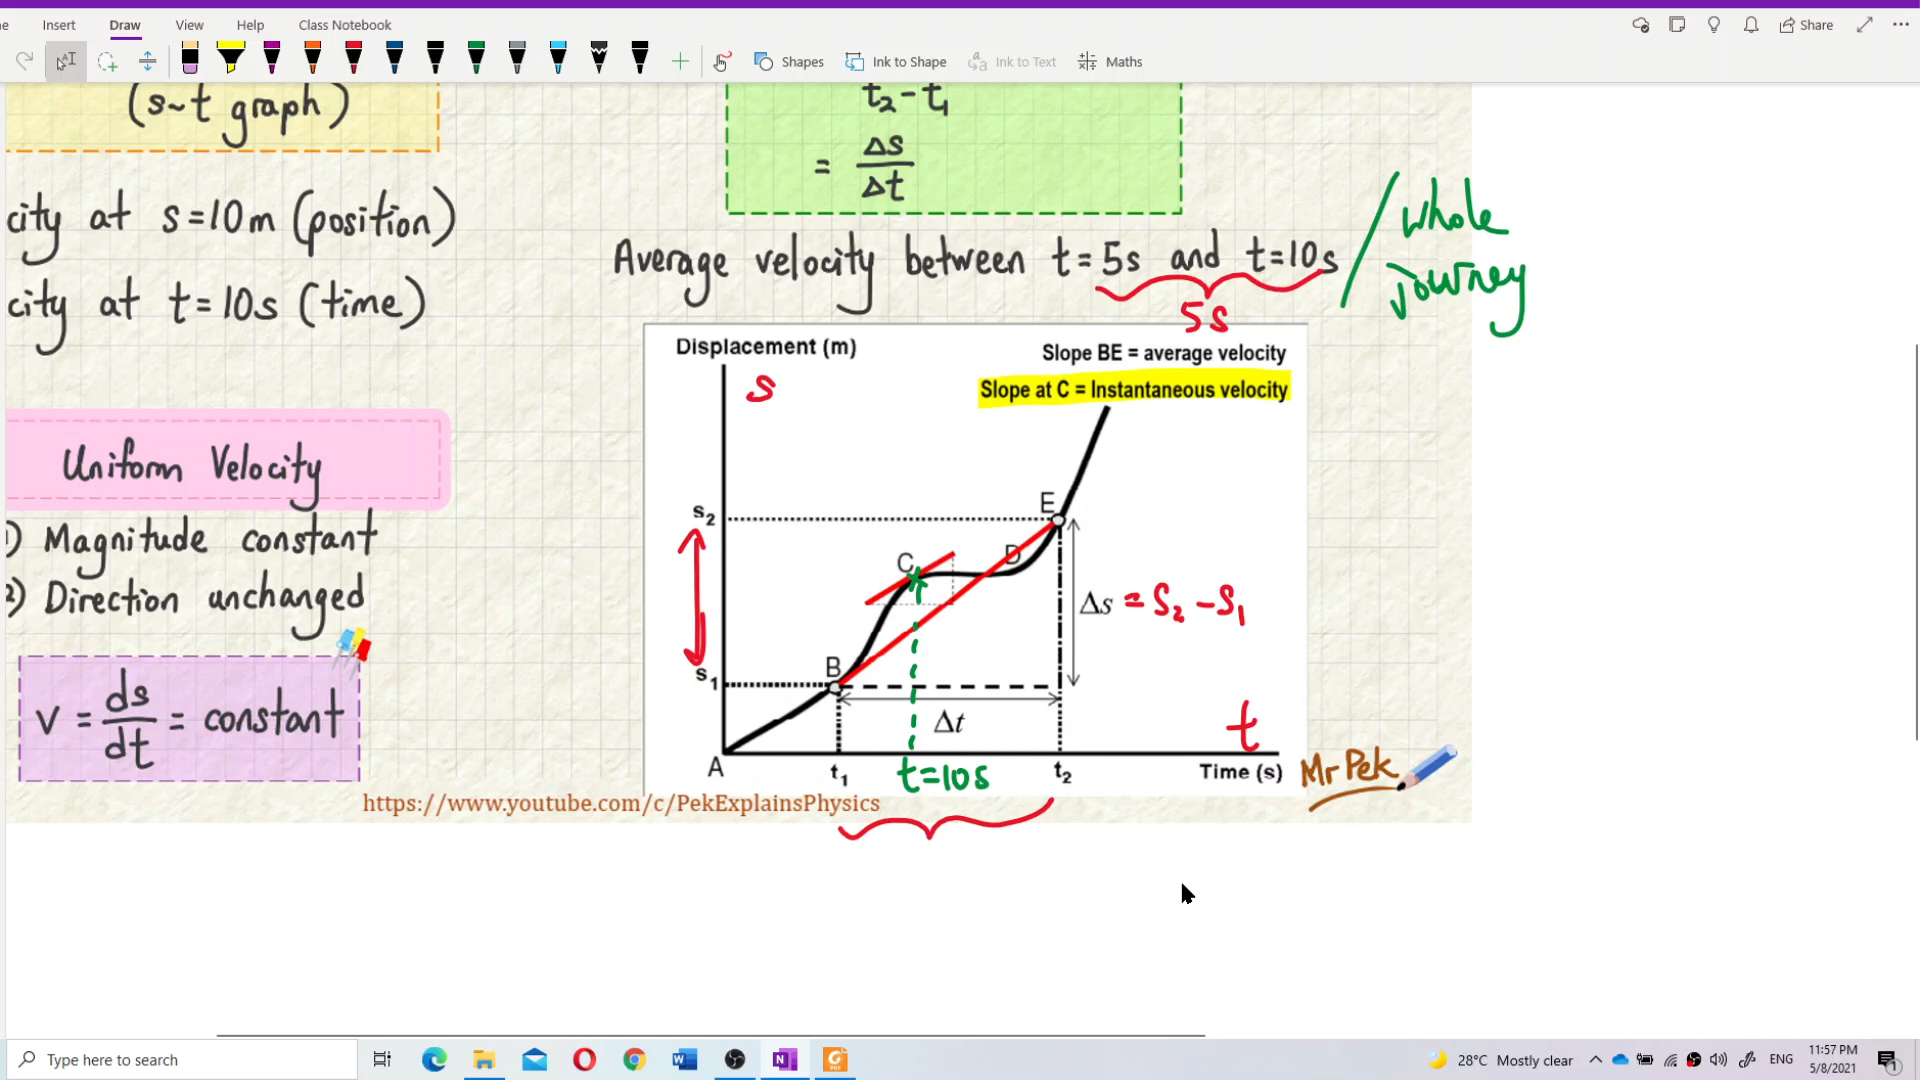 Insert Draw View Help Class Notebook Share
Shapes Ink to Shape Ink to Text Maths
(s~t graph)
city at s=10m (position)
city at t=10s (time)
Uniform Velocity
1) Magnitude constant
2) Direction unchanged
v = ds/dt = constant
t₂ - t₁
= Δs/Δt
Average velocity between t=5s and t=10s / whole journey
5s
Displacement (m)
s
Slope BE = average velocity
Slope at C = Instantaneous velocity
E
s₂
C
D
Δs = s₂ - s₁
B
s₁
Δt
t
A
t₁
t=10s
t₂
Time (s)
Mr Pek
https://www.youtube.com/c/PekExplainsPhysics
Type here to search
28°C Mostly clear
ENG
11:57 PM
5/8/2021
1